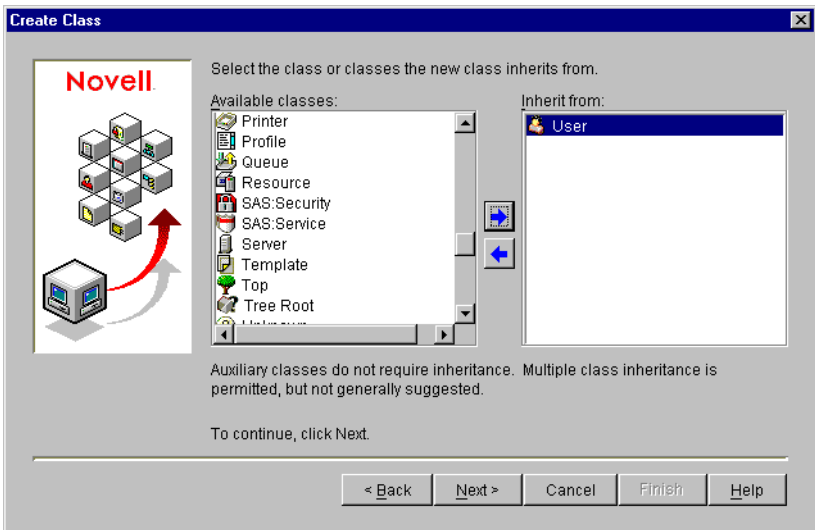 Create Class
Novell
Select the class or classes the new class inherits from.
Available classes:
Inherit from:
Printer
Profile
Queue
Resource
SAS:Security
SAS:Service
Server
Template
Top
Tree Root
User
Auxiliary classes do not require inheritance. Multiple class inheritance is
permitted, but not generally suggested.
To continue, click Next.
< Back
Next >
Cancel
Finish
Help